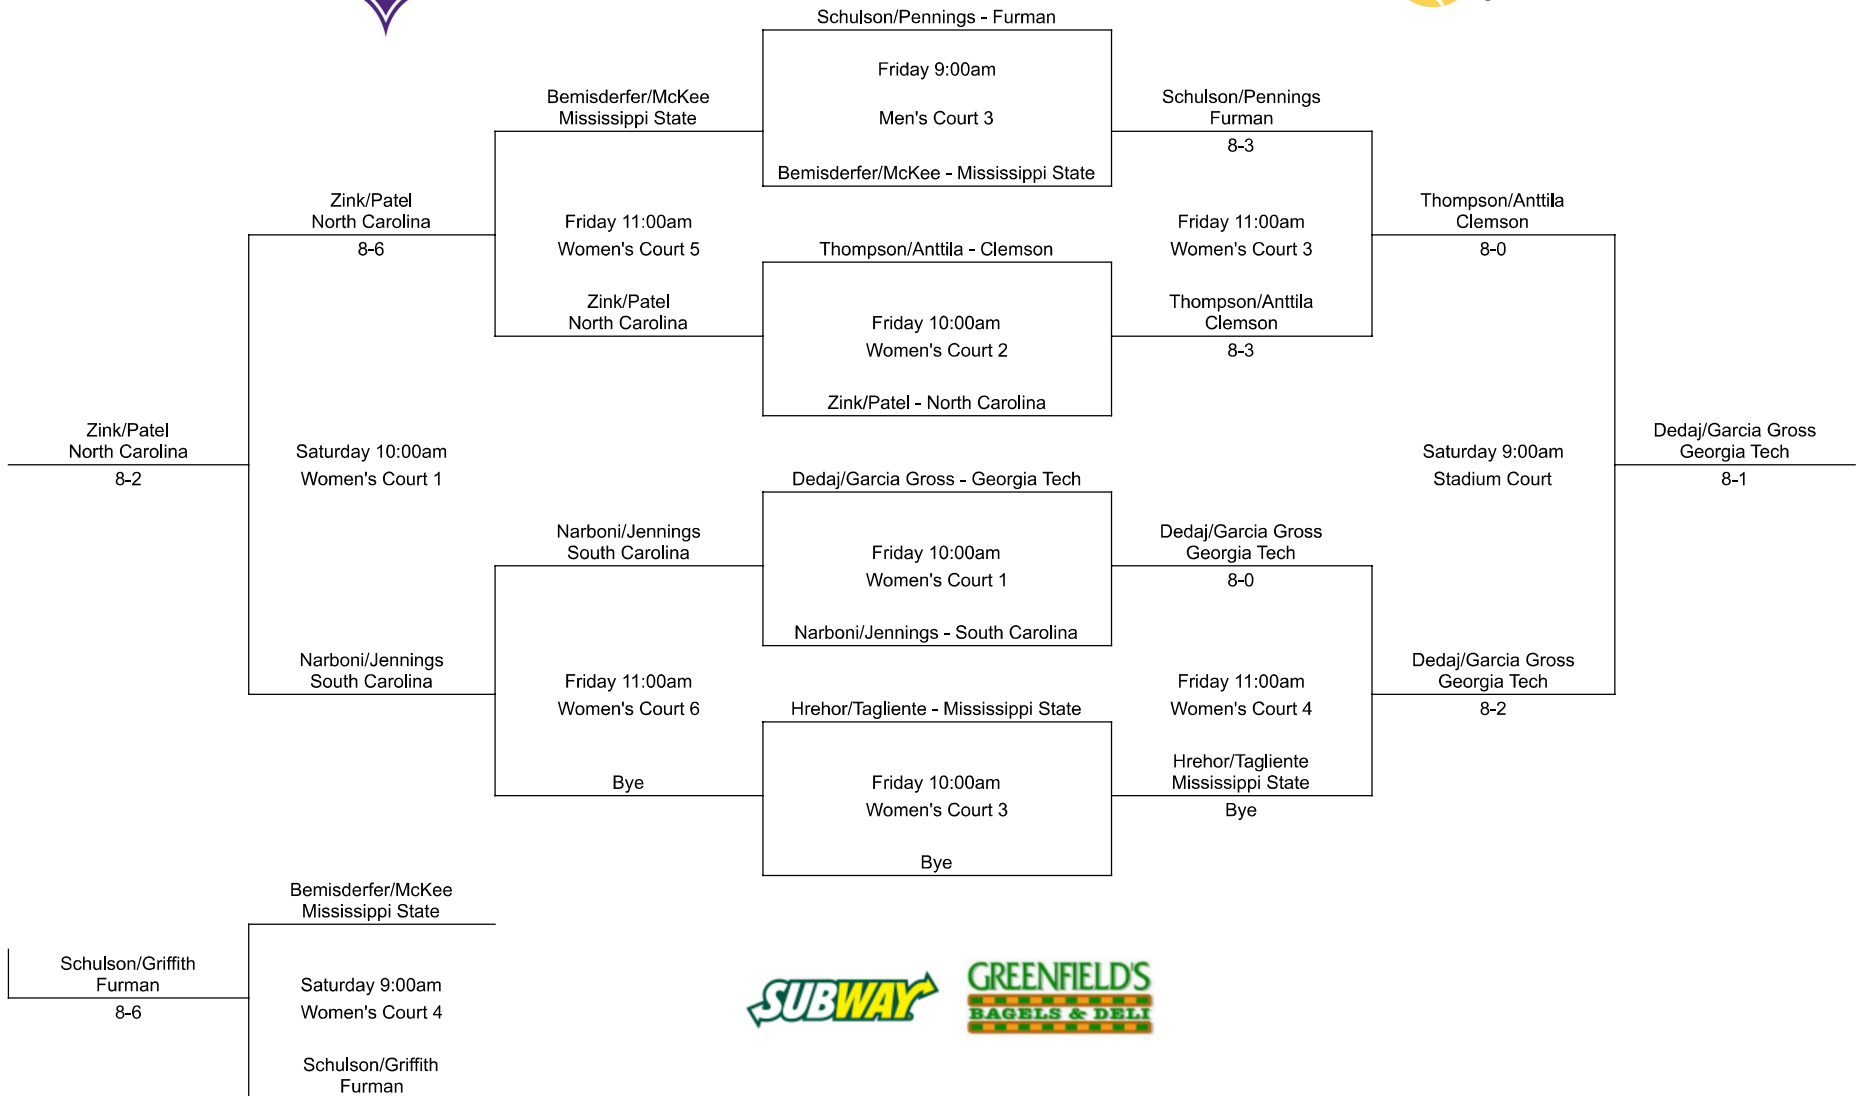 Schulson/Pennings - Furman
Friday 9:00am
Men's Court 3
Bemisderfer/McKee
Mississippi State
Schulson/Pennings
Furman
8-3
Bemisderfer/McKee - Mississippi State
Zink/Patel
North Carolina
8-6
Friday 11:00am
Women's Court 5
Friday 11:00am
Women's Court 3
Thompson/Anttila
Clemson
8-0
Thompson/Anttila - Clemson
Zink/Patel
North Carolina
Friday 10:00am
Women's Court 2
Thompson/Anttila
Clemson
8-3
Zink/Patel - North Carolina
Zink/Patel
North Carolina
8-2
Saturday 10:00am
Women's Court 1
Saturday 9:00am
Stadium Court
Dedaj/Garcia Gross
Georgia Tech
8-1
Dedaj/Garcia Gross - Georgia Tech
Narboni/Jennings
South Carolina
Friday 10:00am
Women's Court 1
Dedaj/Garcia Gross
Georgia Tech
8-0
Narboni/Jennings - South Carolina
Narboni/Jennings
South Carolina
Friday 11:00am
Women's Court 6
Friday 11:00am
Women's Court 4
Dedaj/Garcia Gross
Georgia Tech
8-2
Hrehor/Tagliente - Mississippi State
Bye
Friday 10:00am
Women's Court 3
Hrehor/Tagliente
Mississippi State
Bye
Bye
Bemisderfer/McKee
Mississippi State
Schulson/Griffith
Furman
8-6
Saturday 9:00am
Women's Court 4
Schulson/Griffith
Furman
SUBWAY
GREENFIELD'S
BAGELS & DELI